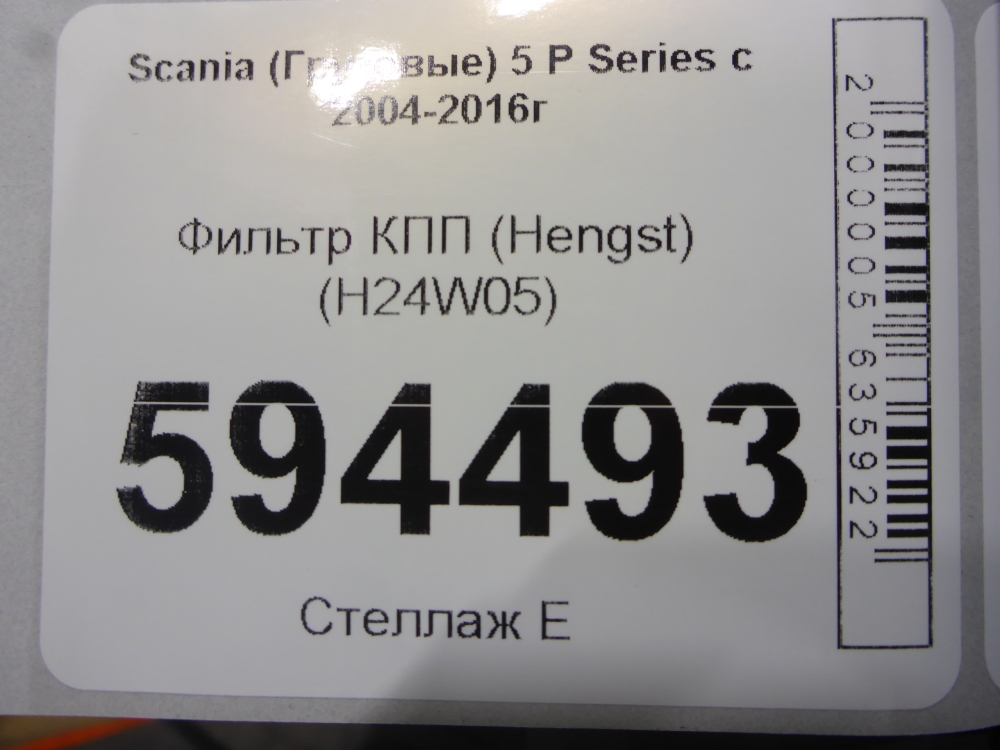 Scania (Грузовые) 5 P Series с
2004-2016г
Фильтр КПП (Hengst)
(H24W05)
594493
Стеллаж Е
2000005635922